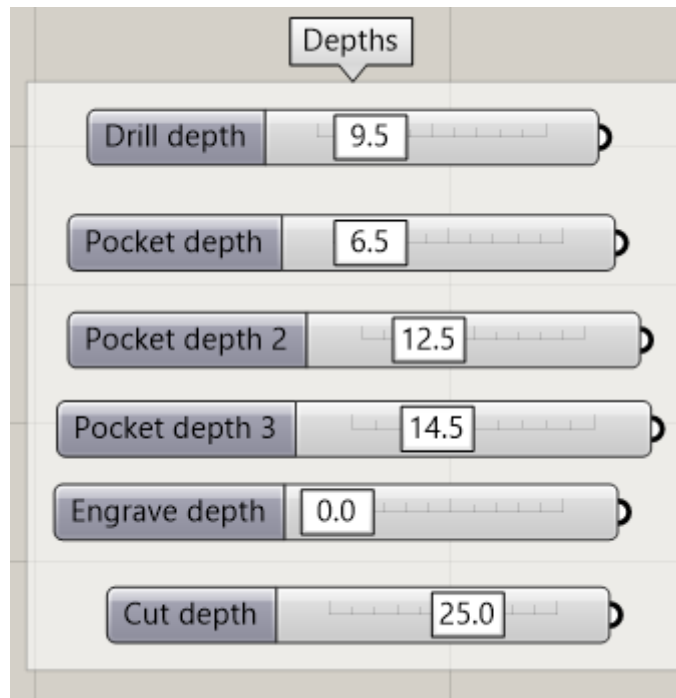 Depths
Drill depth 9.5
Pocket depth 6.5
Pocket depth 2 12.5
Pocket depth 3 14.5
Engrave depth 0.0
Cut depth 25.0